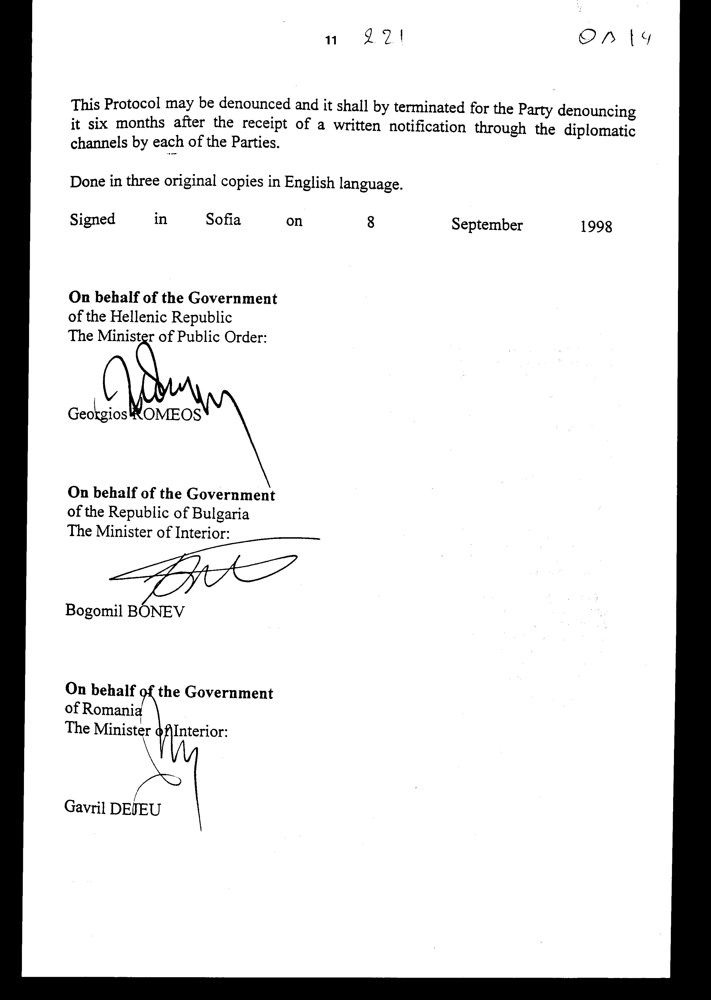 11 221
This Protocol may be denounced and it shall by terminated for the Party denouncing
it six months after the receipt of a written notification through the diplomatic
channels by each of the Parties.
Done in three original copies in English language.
Signed in Sofia on 8 September 1998
On behalf of the Government
of the Hellenic Republic
The Minister of Public Order:
Georgios ROMEOS
On behalf of the Government
of the Republic of Bulgaria
The Minister of Interior:
Bogomil BONEV
On behalf of the Government
of Romania
The Minister of Interior:
Gavril DEJEU